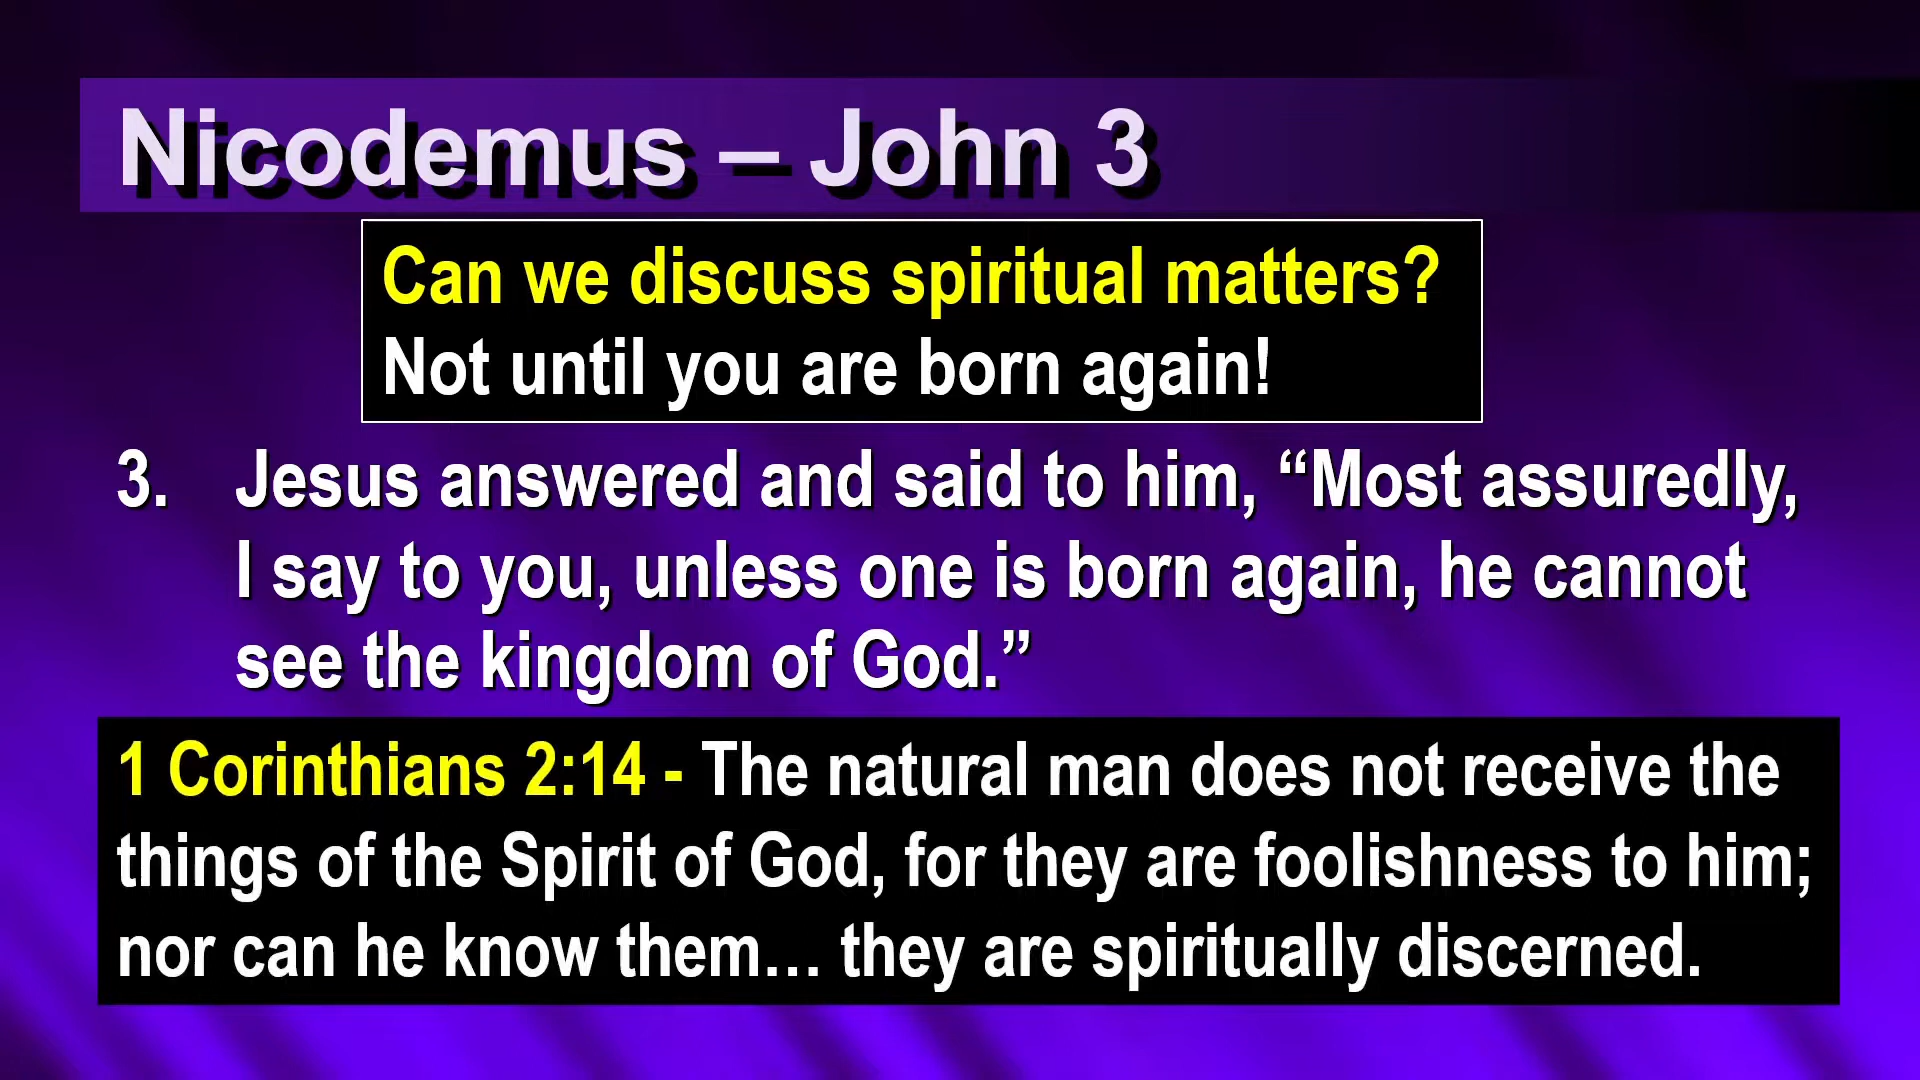 Nicodemus – John 3
Can we discuss spiritual matters?
Not until you are born again!
3. Jesus answered and said to him, “Most assuredly,
I say to you, unless one is born again, he cannot
see the kingdom of God.”
1 Corinthians 2:14 - The natural man does not receive the
things of the Spirit of God, for they are foolishness to him;
nor can he know them… they are spiritually discerned.